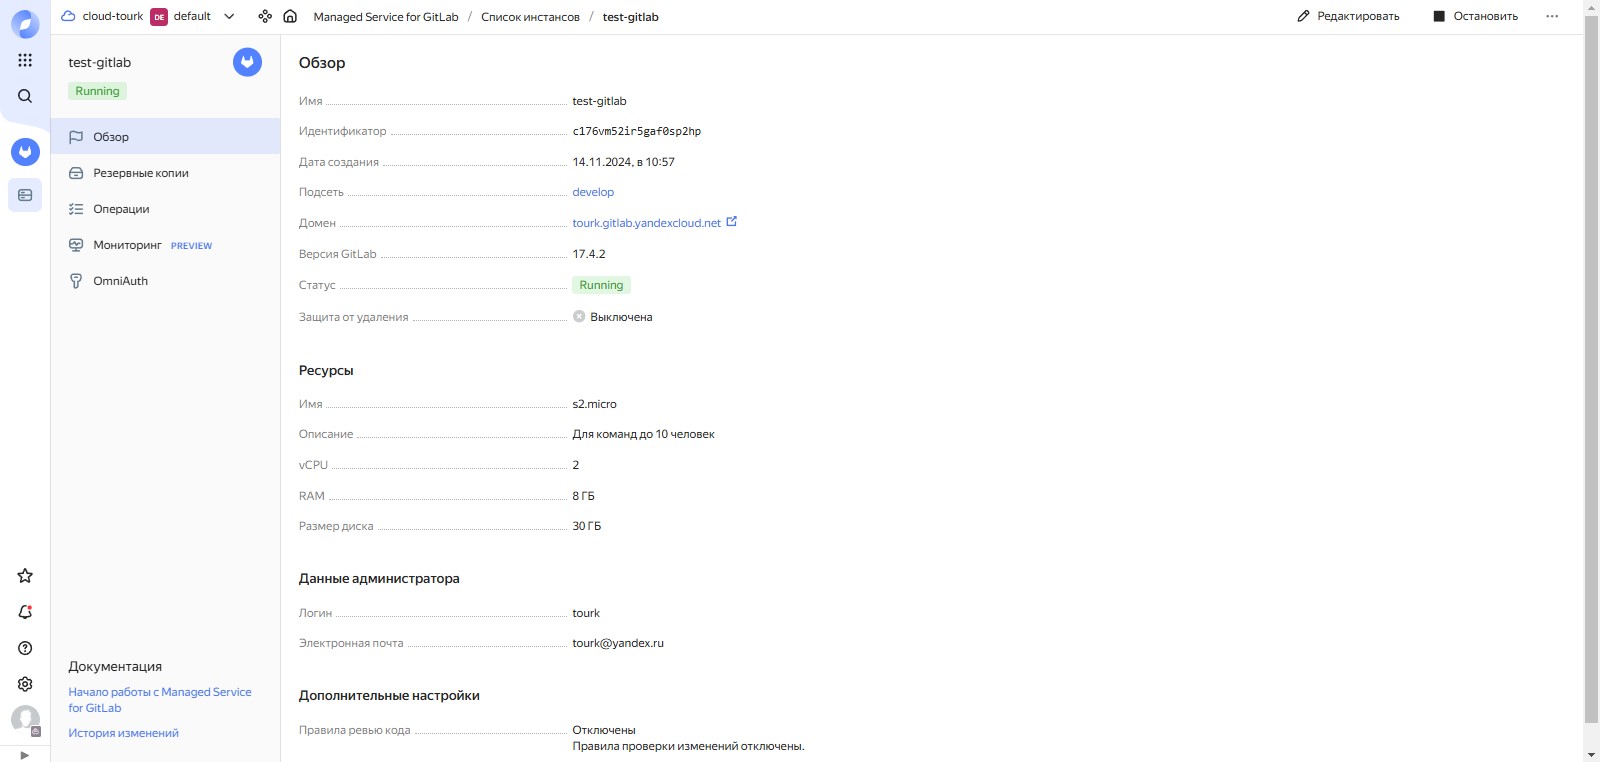 cloud-tourk DE default Managed Service for GitLab / Список инстансов / test-gitlab Редактировать Остановить
test-gitlab
Running
Обзор
Резервные копии
Операции
Мониторинг PREVIEW
OmniAuth
Документация
Начало работы с Managed Service
for GitLab
История изменений
Обзор
Имя test-gitlab
Идентификатор c176vm52ir5gaf0sp2hp
Дата создания 14.11.2024, в 10:57
Подсеть develop
Домен tourk.gitlab.yandexcloud.net
Версия GitLab 17.4.2
Статус Running
Защита от удаления Выключена
Ресурсы
Имя s2.micro
Описание Для команд до 10 человек
vCPU 2
RAM 8 ГБ
Размер диска 30 ГБ
Данные администратора
Логин tourk
Электронная почта tourk@yandex.ru
Дополнительные настройки
Правила ревью кода Отключены
Правила проверки изменений отключены.